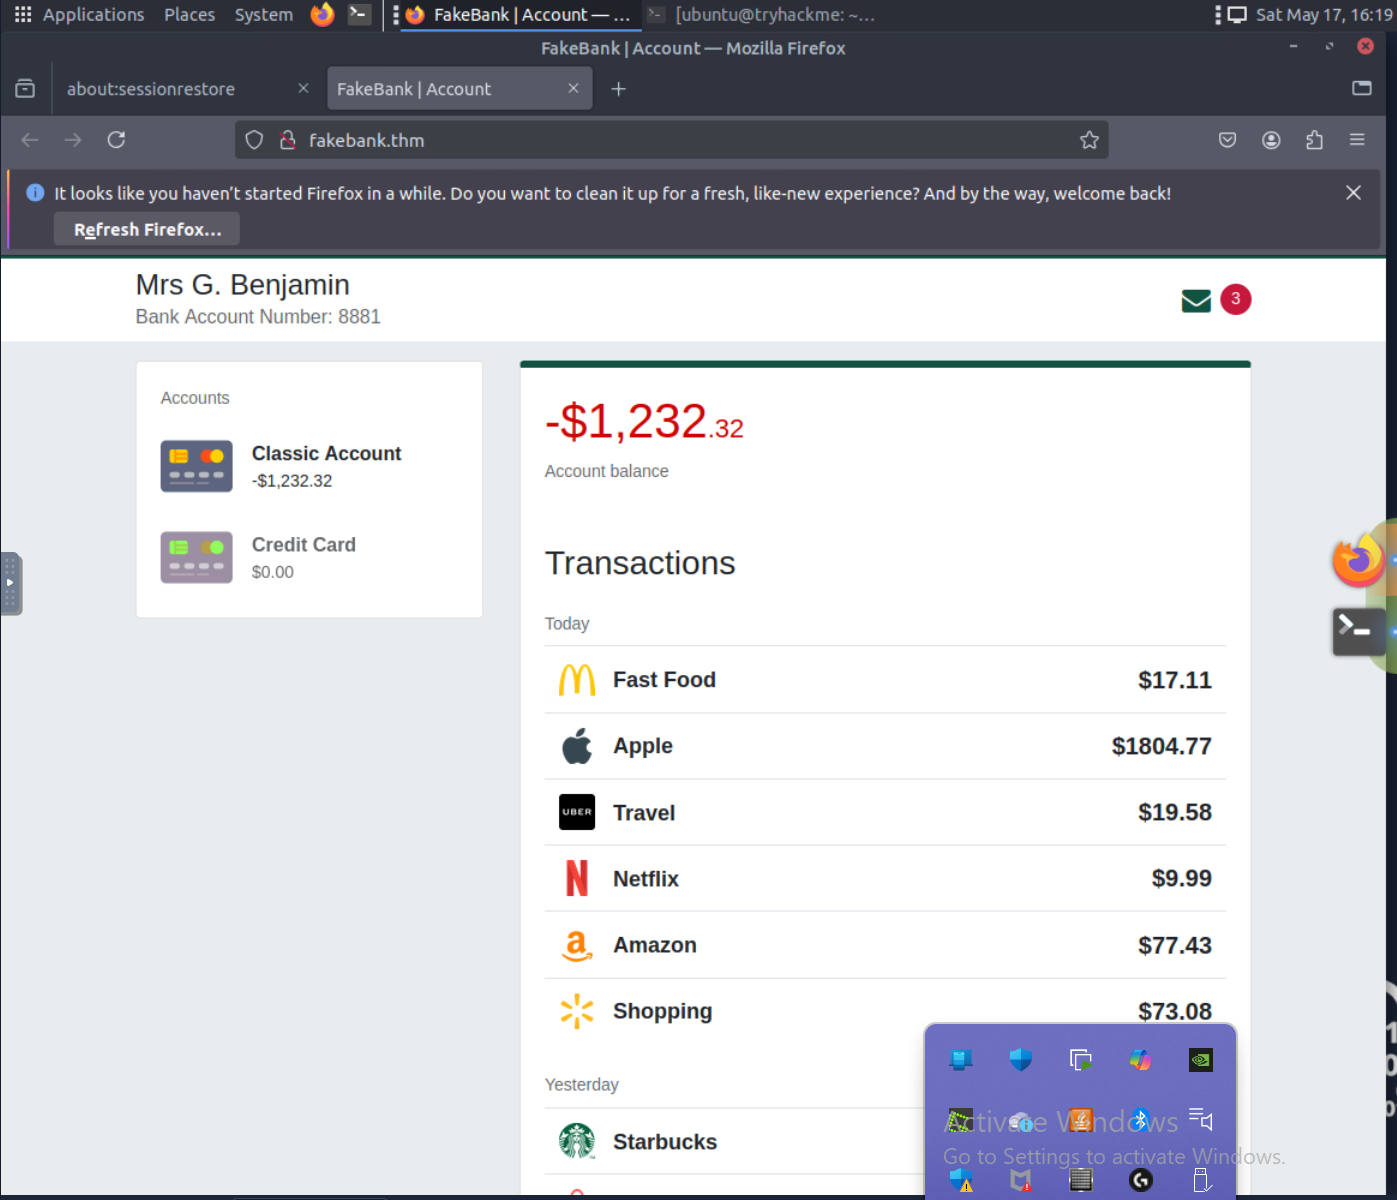 Applications Places System FakeBank | Account — ... [ubuntu@tryhackme: ~... Sat May 17, 16:19
FakeBank | Account — Mozilla Firefox
about:sessionrestore FakeBank | Account
fakebank.thm
It looks like you haven't started Firefox in a while. Do you want to clean it up for a fresh, like-new experience? And by the way, welcome back!
Refresh Firefox...
Mrs G. Benjamin
Bank Account Number: 8881
3
Accounts
Classic Account
-$1,232.32
Credit Card
$0.00
-$1,232.32
Account balance
Transactions
Today
Fast Food $17.11
Apple $1804.77
UBER Travel $19.58
Netflix $9.99
Amazon $77.43
Shopping $73.08
Yesterday
Starbucks
Activate Windows
Go to Settings to activate Windows.